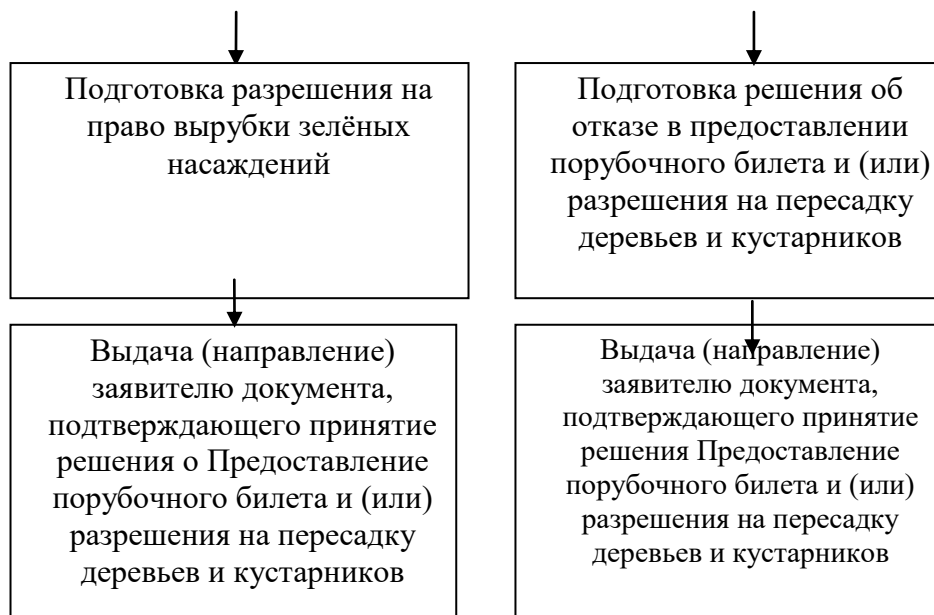 Подготовка разрешения на
право вырубки зелёных
насаждений
Подготовка решения об
отказе в предоставлении
порубочного билета и (или)
разрешения на пересадку
деревьев и кустарников
Выдача (направление)
заявителю документа,
подтверждающего принятие
решения о Предоставление
порубочного билета и (или)
разрешения на пересадку
деревьев и кустарников
Выдача (направление)
заявителю документа,
подтверждающего принятие
решения Предоставление
порубочного билета и (или)
разрешения на пересадку
деревьев и кустарников